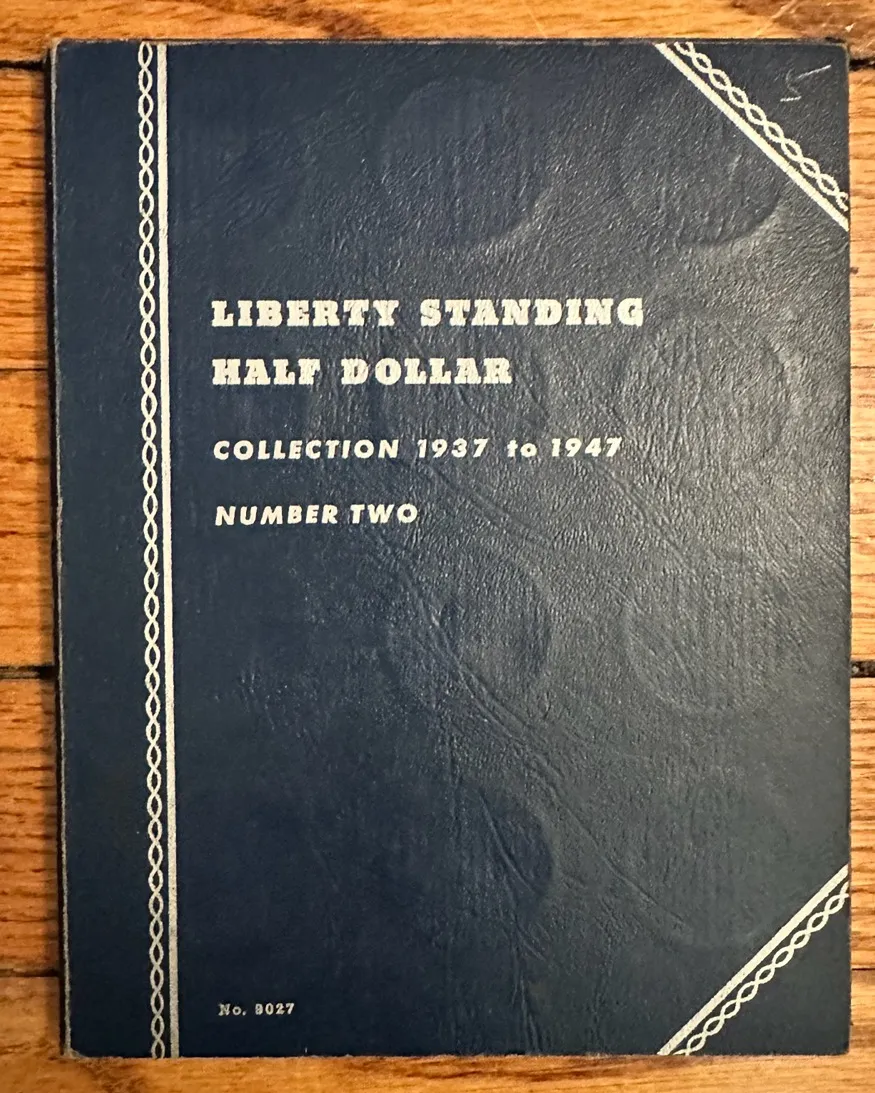 LIBERTY STANDING
HALF DOLLAR
COLLECTION 1937 to 1947
NUMBER TWO
No. 9027